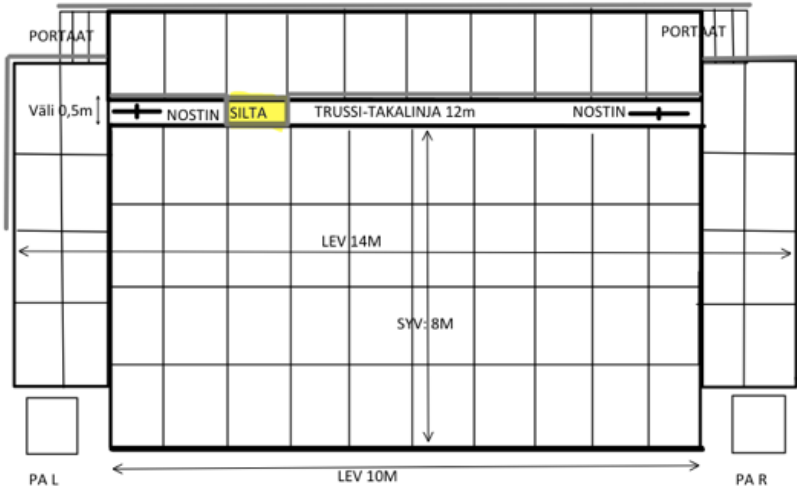 PORTAAT
PORTAAT
Väli 0,5m
NOSTIN
SILTA
TRUSSI-TAKALINJA 12m
NOSTIN
LEV 14M
SYV: 8M
LEV 10M
PA L
PA R